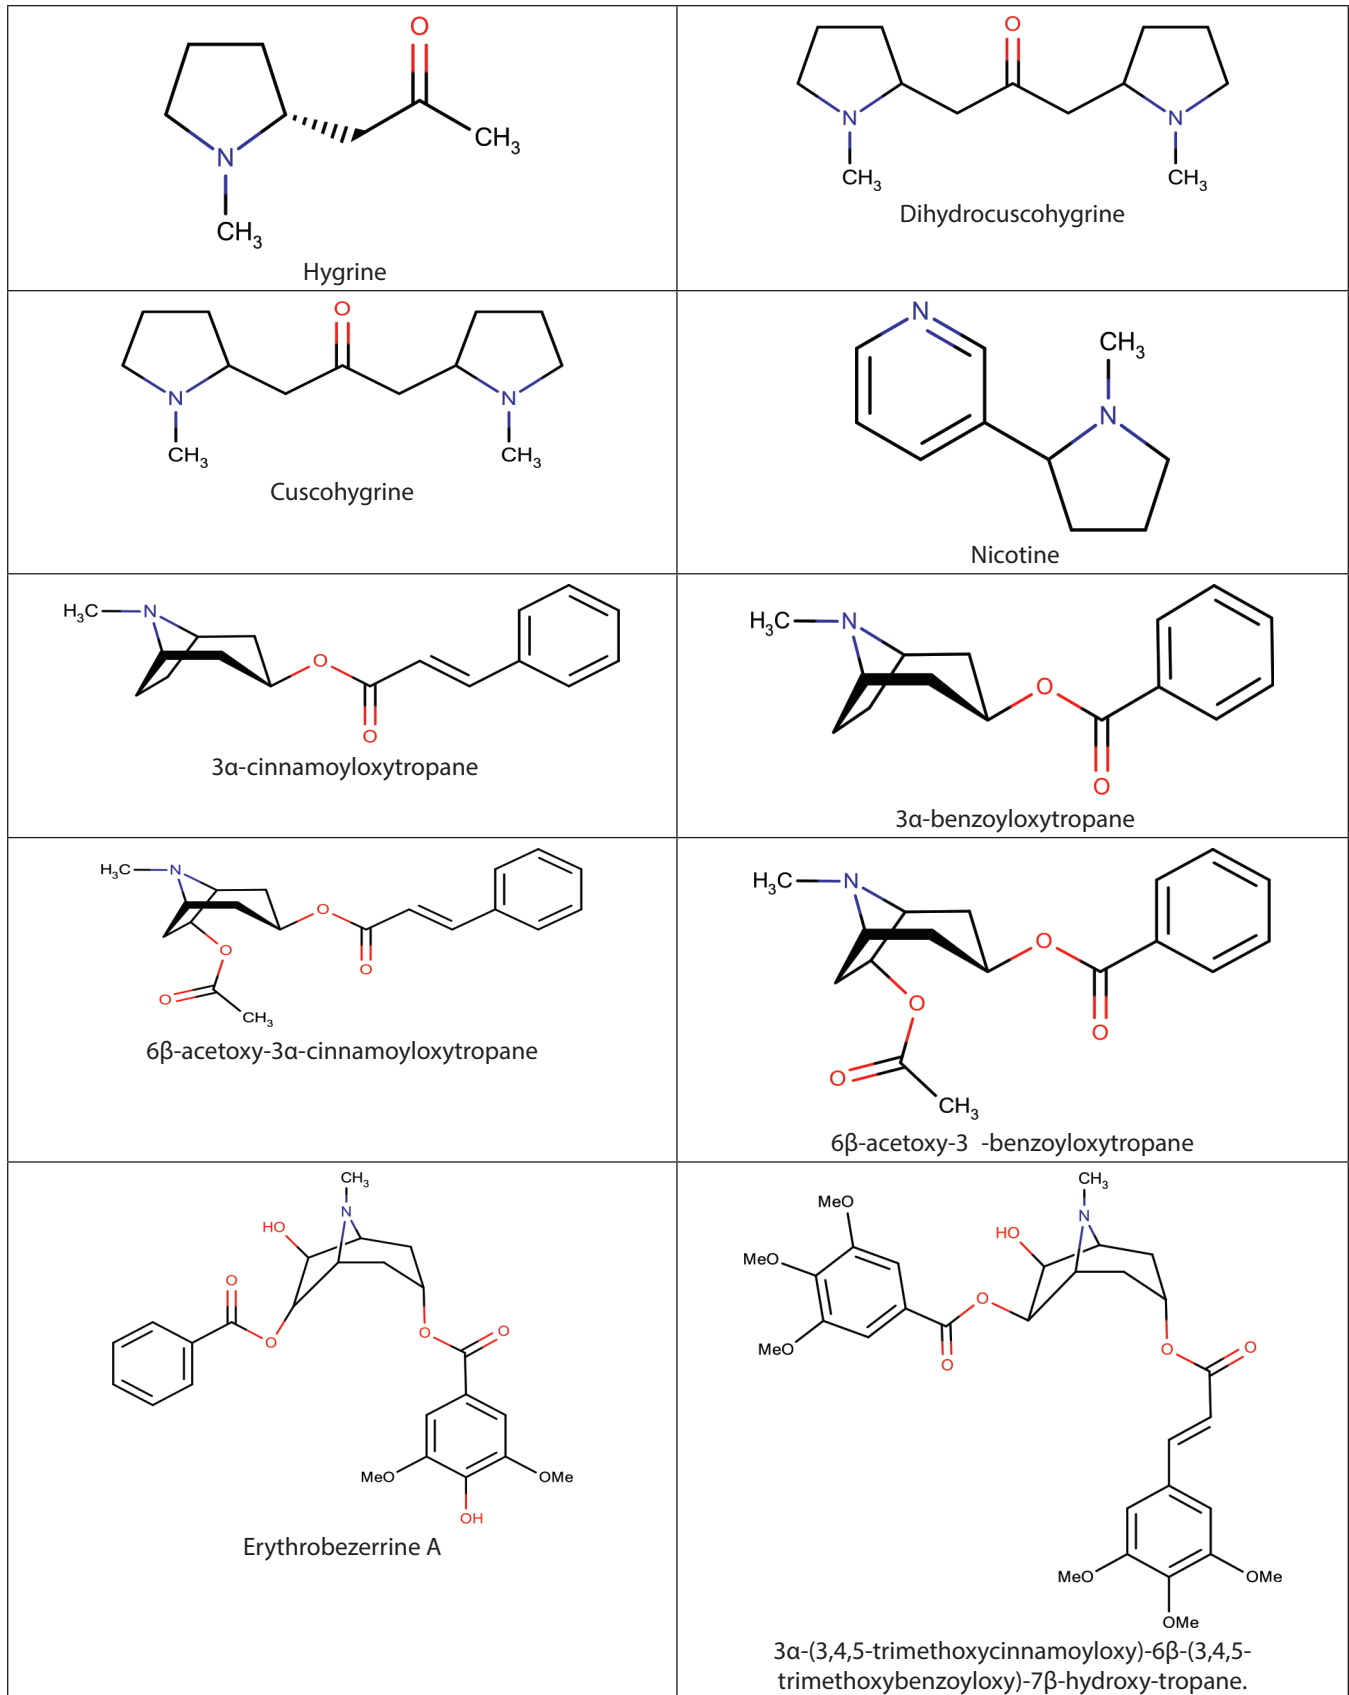 O
N
CH3
CH3
Hygrine
O
N
CH3
N
CH3
Dihydrocuscohygrine
O
N
CH3
N
CH3
Cuscohygrine
N
CH3
N
Nicotine
H3C
N
O
O
3α-cinnamoyloxytropane
H3C
N
O
O
3α-benzoyloxytropane
H3C
N
O
O
O
O
CH3
6β-acetoxy-3α-cinnamoyloxytropane
H3C
N
O
O
O
O
CH3
6β-acetoxy-3 -benzoyloxytropane
CH3
N
HO
O
O
O
O
MeO
OMe
OH
Erythrobezerrine A
CH3
N
MeO
HO
MeO
O
MeO
O
O
O
MeO
OMe
OMe
3α-(3,4,5-trimethoxycinnamoyloxy)-6β-(3,4,5-
trimethoxybenzoyloxy)-7β-hydroxy-tropane.